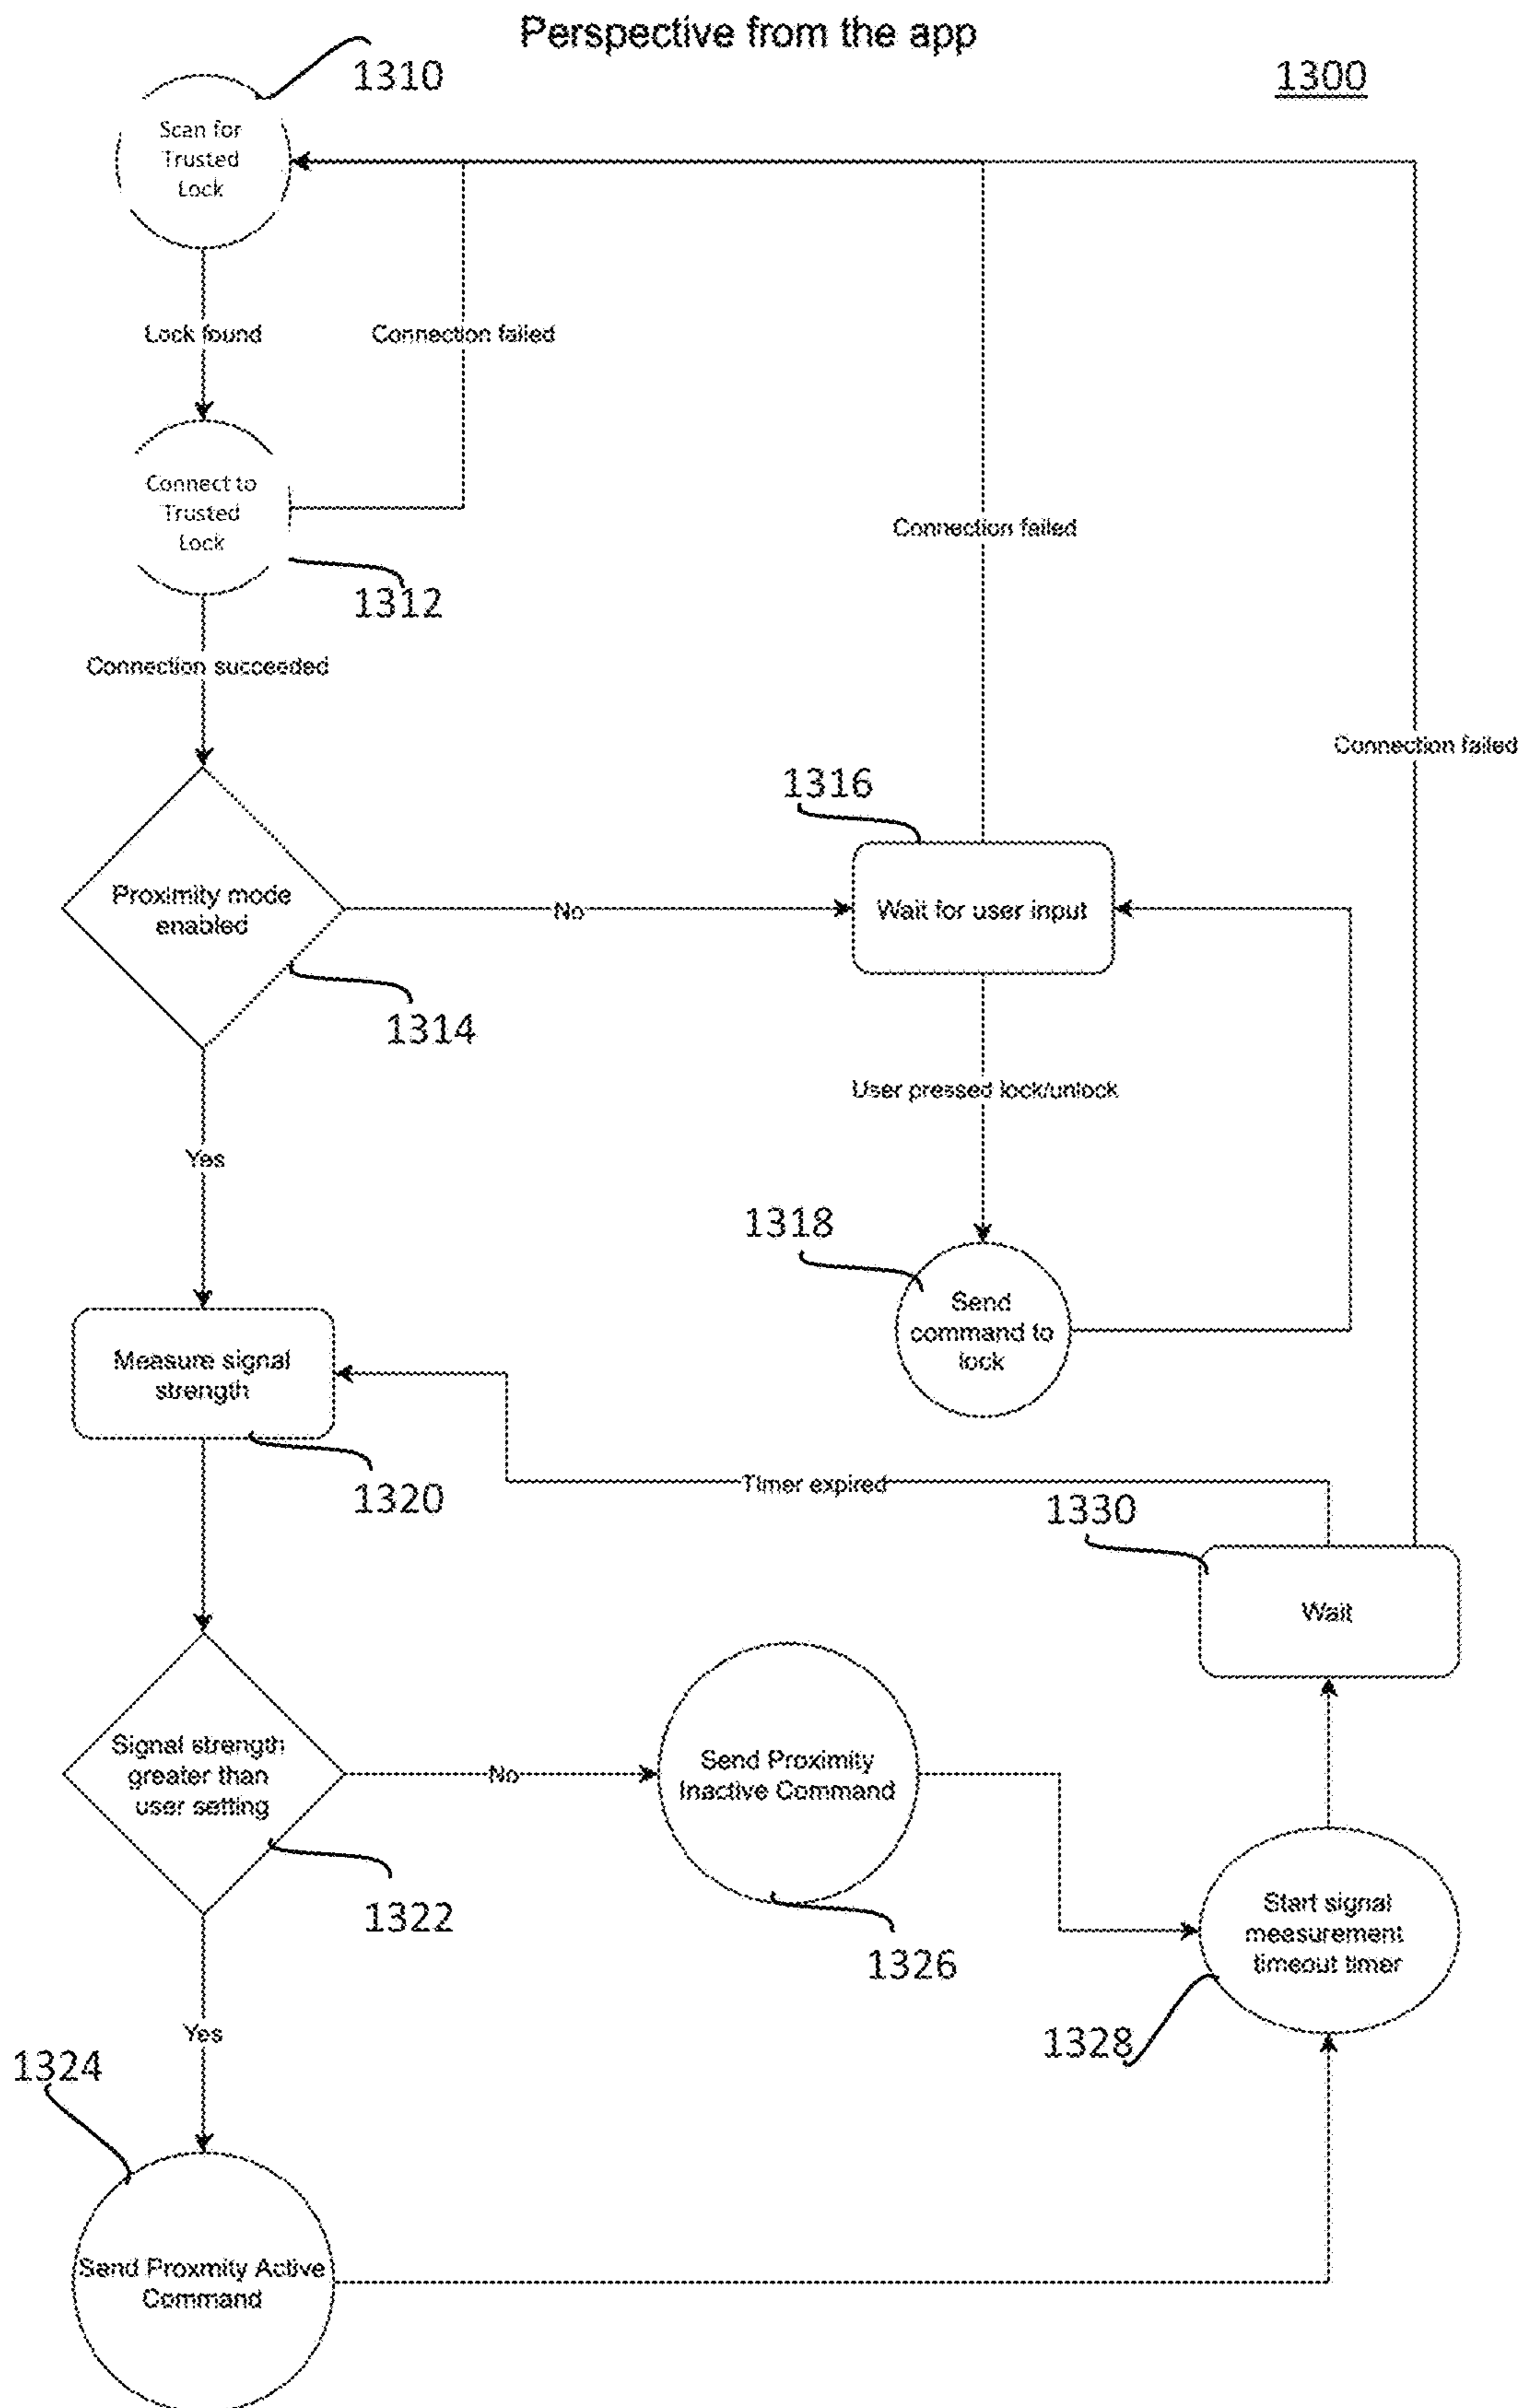 Perspective from the app
1310
1300
Scan for
Trusted
Lock
Lock found
Connection failed
Connect to
Trusted
Lock
Connection failed
1312
Connection succeeded
Connection failed
1316
Proximity mode
enabled
No
Wait for user input
1314
User pressed lock/unlock
Yes
1318
Send
command to
lock
Measure signal
strength
1320
Timer expired
1330
Wait
Signal strength
greater than
user setting
No
Send Proximity
Inactive Command
1322
Start signal
measurement
timeout timer
1326
Yes
1328
1324
Send Proxmity Active
Command